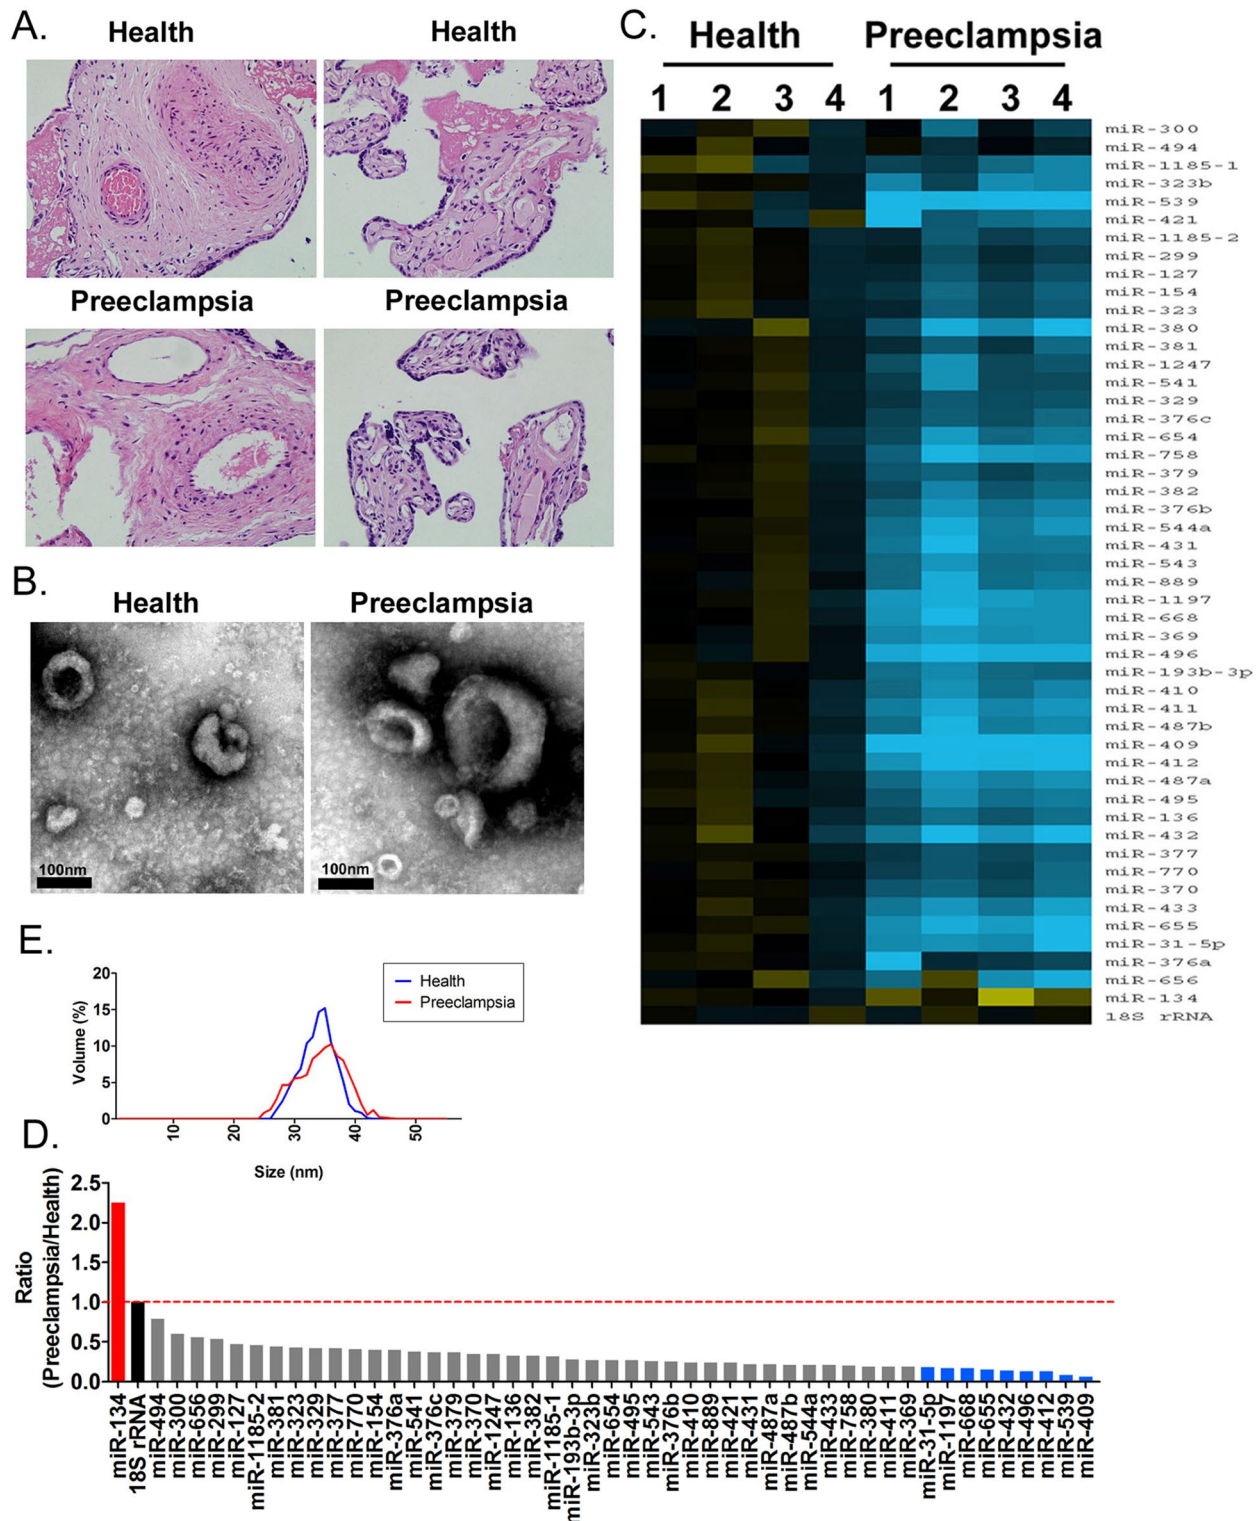 A.
Health
Health
Preeclampsia
Preeclampsia
B.
Health
Preeclampsia
100nm
100nm
C.
Health
Preeclampsia
1 2 3 4 1 2 3 4
miR-300
miR-494
miR-1185-1
miR-323b
miR-539
miR-421
miR-1185-2
miR-299
miR-127
miR-154
miR-323
miR-380
miR-381
miR-1247
miR-541
miR-329
miR-376c
miR-654
miR-758
miR-379
miR-382
miR-376b
miR-544a
miR-431
miR-543
miR-889
miR-1197
miR-668
miR-369
miR-496
miR-193b-3p
miR-410
miR-411
miR-487b
miR-409
miR-412
miR-487a
miR-495
miR-136
miR-432
miR-377
miR-770
miR-370
miR-433
miR-655
miR-31-5p
miR-376a
miR-656
miR-134
18S rRNA
E.
Volume (%)
20
15
10
5
0
10 20 30 40 50
Size (nm)
Health
Preeclampsia
D.
Ratio
(Preeclampsia/Health)
2.5
2.0
1.5
1.0
0.5
0.0
miR-134
18S rRNA
miR-494
miR-300
miR-656
miR-299
miR-127
miR-1185-2
miR-381
miR-323
miR-329
miR-377
miR-770
miR-154
miR-376a
miR-541
miR-376c
miR-379
miR-370
miR-1247
miR-136
miR-382
miR-1185-1
miR-193b-3p
miR-323b
miR-654
miR-495
miR-543
miR-376b
miR-410
miR-889
miR-421
miR-431
miR-487a
miR-487b
miR-544a
miR-433
miR-758
miR-380
miR-411
miR-369
miR-31-5p
miR-1197
miR-668
miR-655
miR-432
miR-496
miR-412
miR-539
miR-409